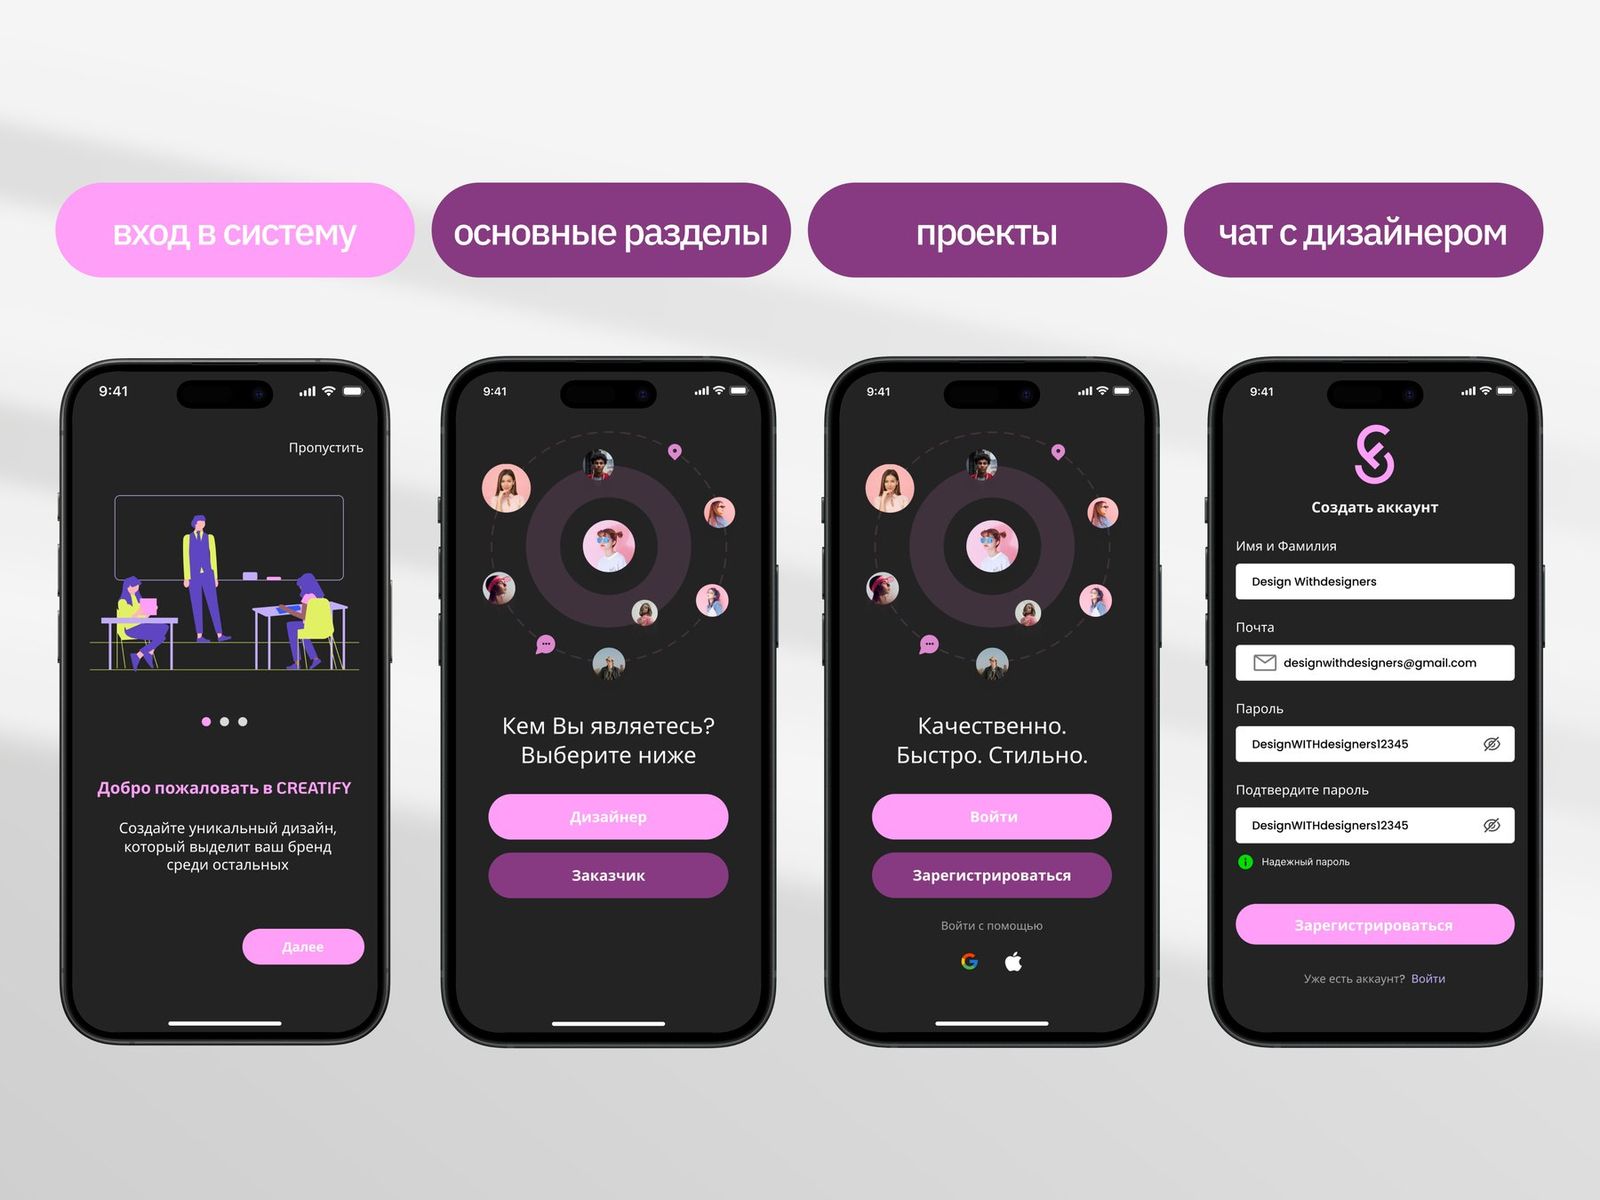 вход в систему
основные разделы
проекты
чат с дизайнером
9:41
Пропустить
Добро пожаловать в CREATIFY
Создайте уникальный дизайн,
который выделит ваш бренд
среди остальных
Далее
9:41
Кем Вы являетесь?
Выберите ниже
Дизайнер
Заказчик
9:41
Качественно.
Быстро. Стильно.
Войти
Зарегистрироваться
Войти с помощью
9:41
Создать аккаунт
Имя и Фамилия
Design Withdesigners
Почта
designwithdesigners@gmail.com
Пароль
DesignWITHdesigners12345
Подтвердите пароль
DesignWITHdesigners12345
Надежный пароль
Зарегистрироваться
Уже есть аккаунт? Войти